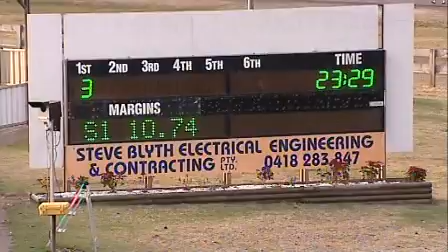 1ST 2ND 3RD 4TH 5TH 6TH TIME
3 23:29
MARGINS
S1 10.74
STEVE BLYTH ELECTRICAL ENGINEERING
& CONTRACTING PTY. LTD. 0418 283 847